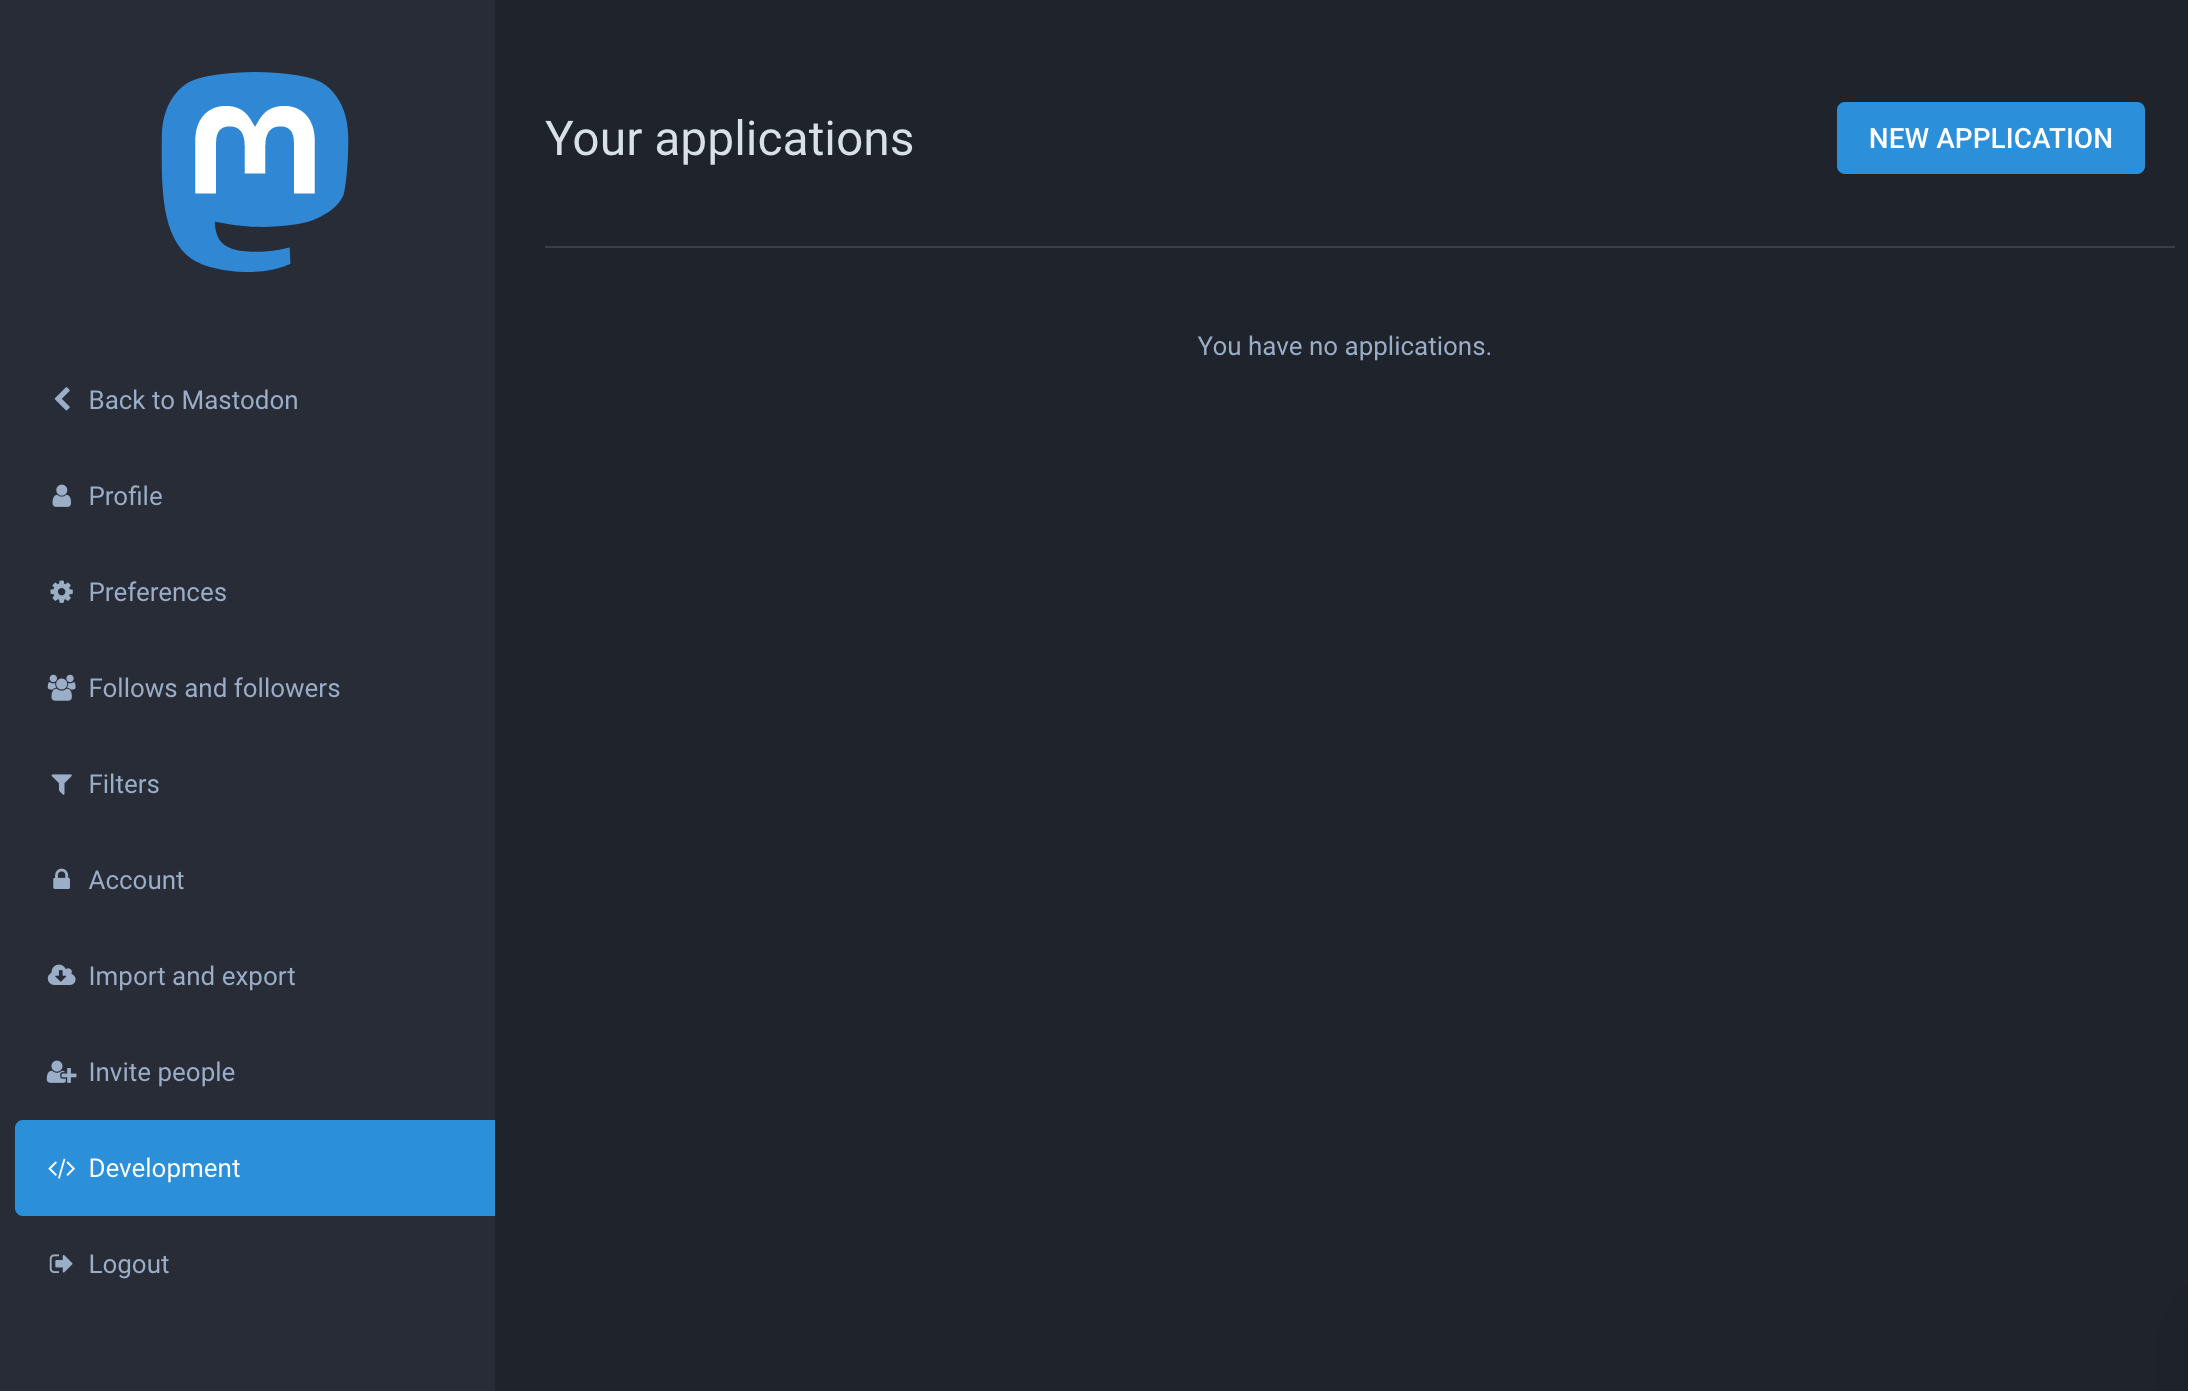 Your applications
NEW APPLICATION
You have no applications.
Back to Mastodon
Profile
Preferences
Follows and followers
Filters
Account
Import and export
Invite people
Development
Logout